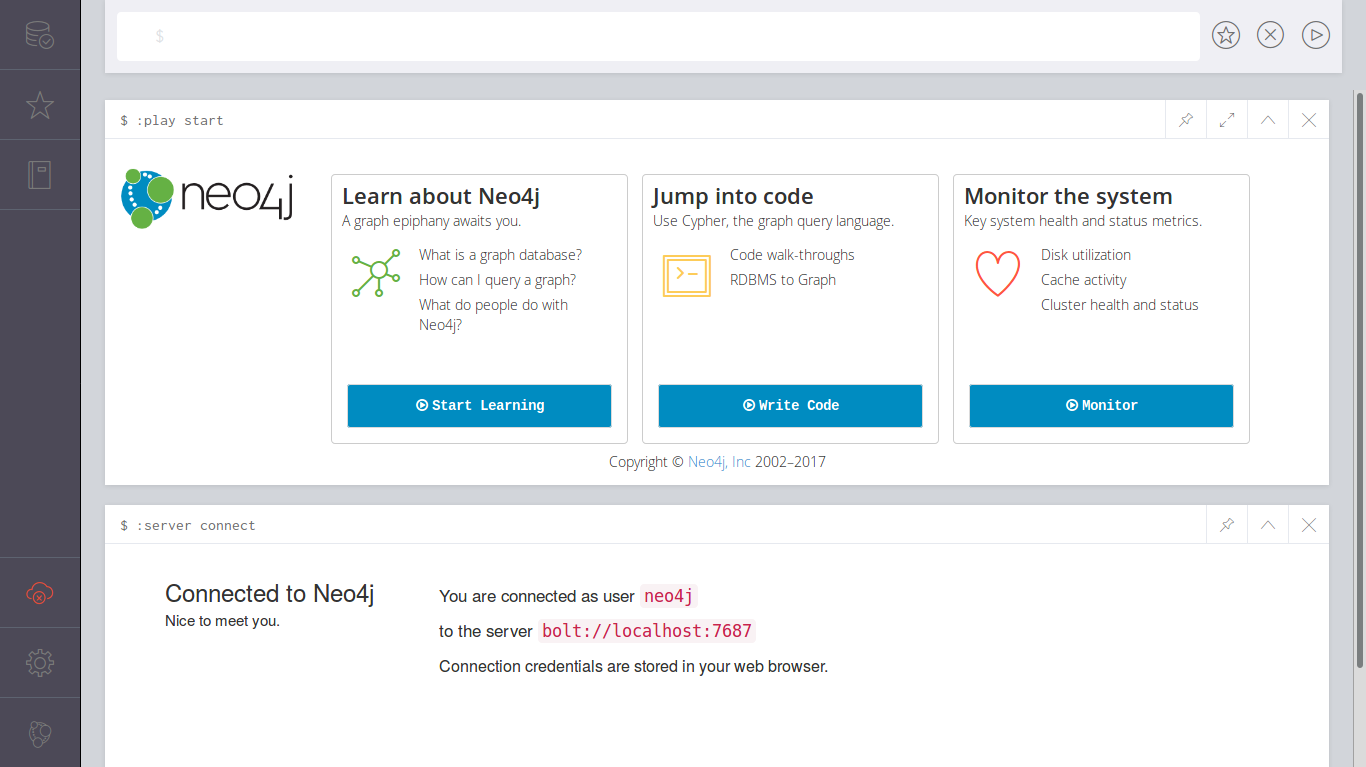 $
$ :play start
neo4j
Learn about Neo4j
A graph epiphany awaits you.
What is a graph database?
How can I query a graph?
What do people do with
Neo4j?
Start Learning
Jump into code
Use Cypher, the graph query language.
Code walk-throughs
RDBMS to Graph
Write Code
Monitor the system
Key system health and status metrics.
Disk utilization
Cache activity
Cluster health and status
Monitor
Copyright © Neo4j, Inc 2002–2017
$ :server connect
Connected to Neo4j
Nice to meet you.
You are connected as user neo4j
to the server bolt://localhost:7687
Connection credentials are stored in your web browser.